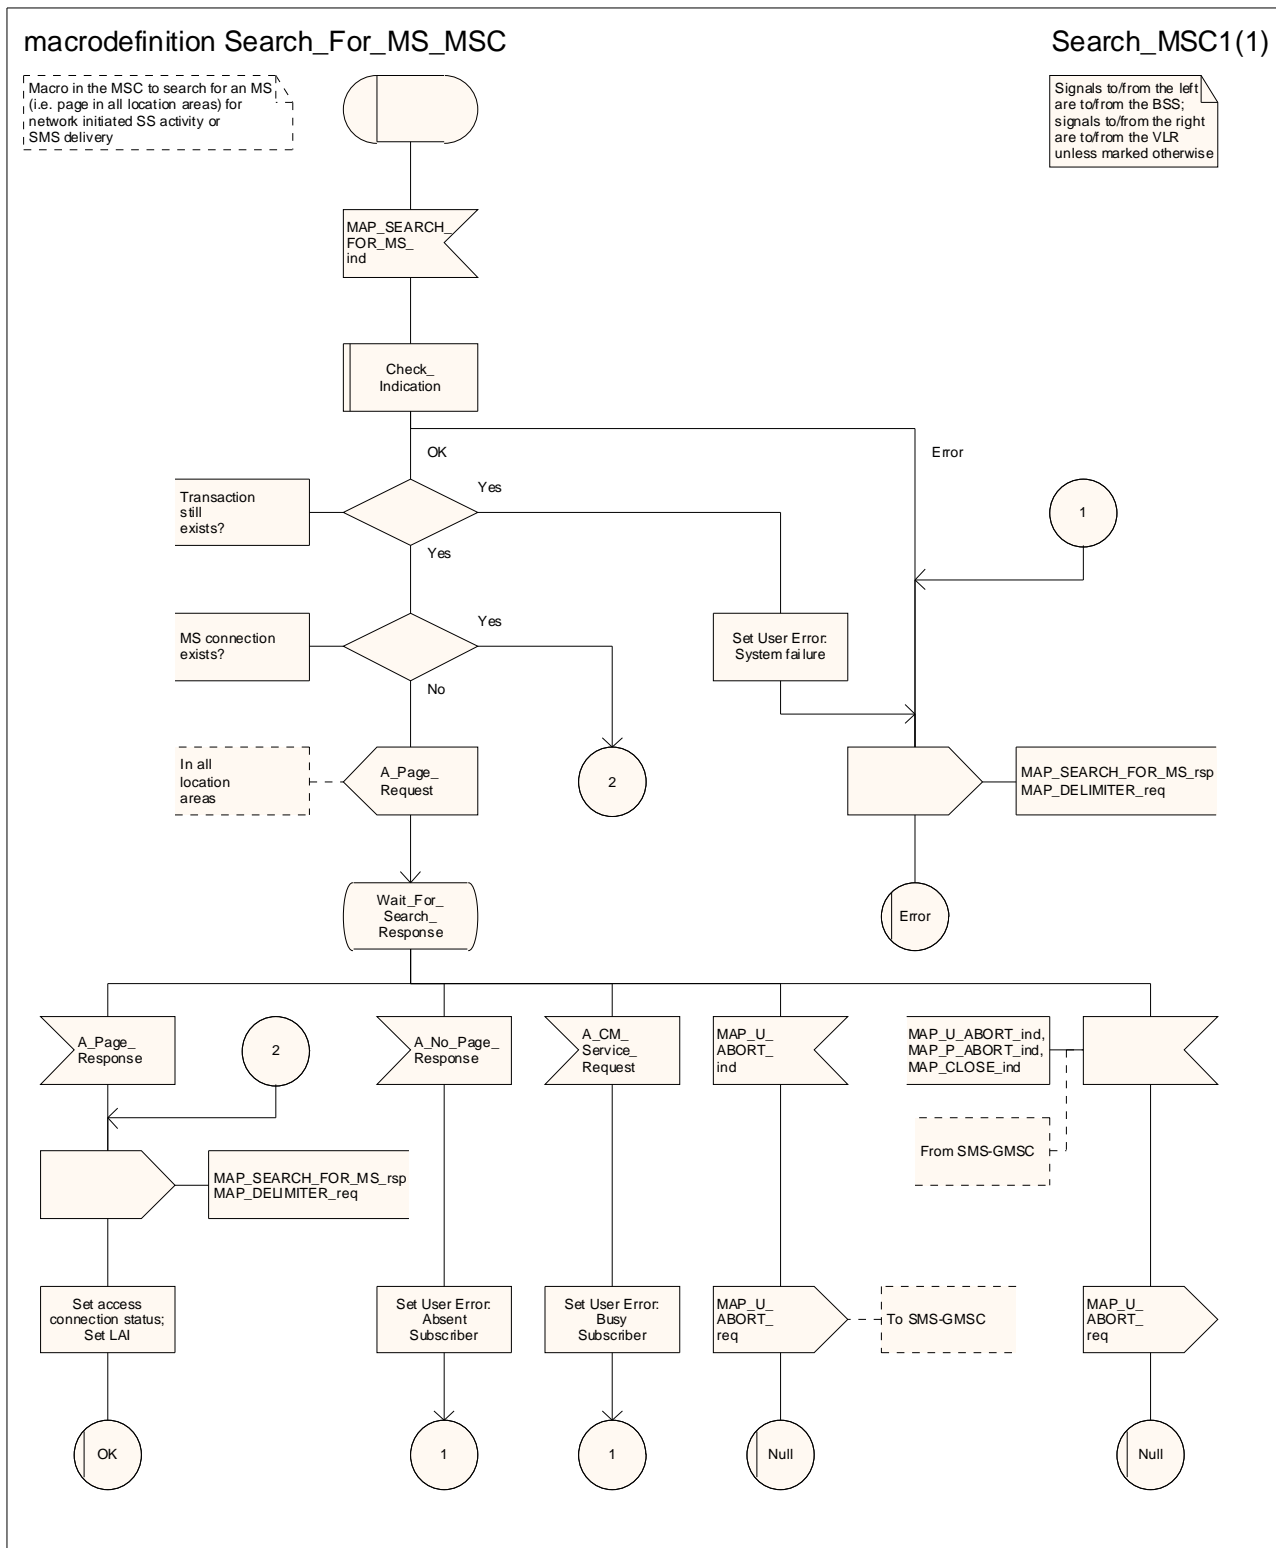 macrodefinition Search_For_MS_MSC
Search_MSC1(1)
Macro in the MSC to search for an MS
(i.e. page in all location areas) for
network initiated SS activity or
SMS delivery
Signals to/from the left
are to/from the BSS;
signals to/from the right
are to/from the VLR
unless marked otherwise
MAP_SEARCH_
FOR_MS_
ind
Check_
Indication
OK
Error
Transaction
still
exists?
Yes
1
Yes
MS connection
exists?
Yes
Set User Error:
System failure
No
In all
location
areas
A_Page_
Request
2
MAP_SEARCH_FOR_MS_rsp
MAP_DELIMITER_req
Wait_For_
Search_
Response
Error
A_Page_
Response
2
A_No_Page_
Response
A_CM_
Service_
Request
MAP_U_
ABORT_
ind
MAP_U_ABORT_ind,
MAP_P_ABORT_ind,
MAP_CLOSE_ind
From SMS-GMSC
MAP_SEARCH_FOR_MS_rsp
MAP_DELIMITER_req
Set access
connection status;
Set LAI
Set User Error:
Absent
Subscriber
Set User Error:
Busy
Subscriber
MAP_U_
ABORT_
req
To SMS-GMSC
MAP_U_
ABORT_
req
OK
1
1
Null
Null